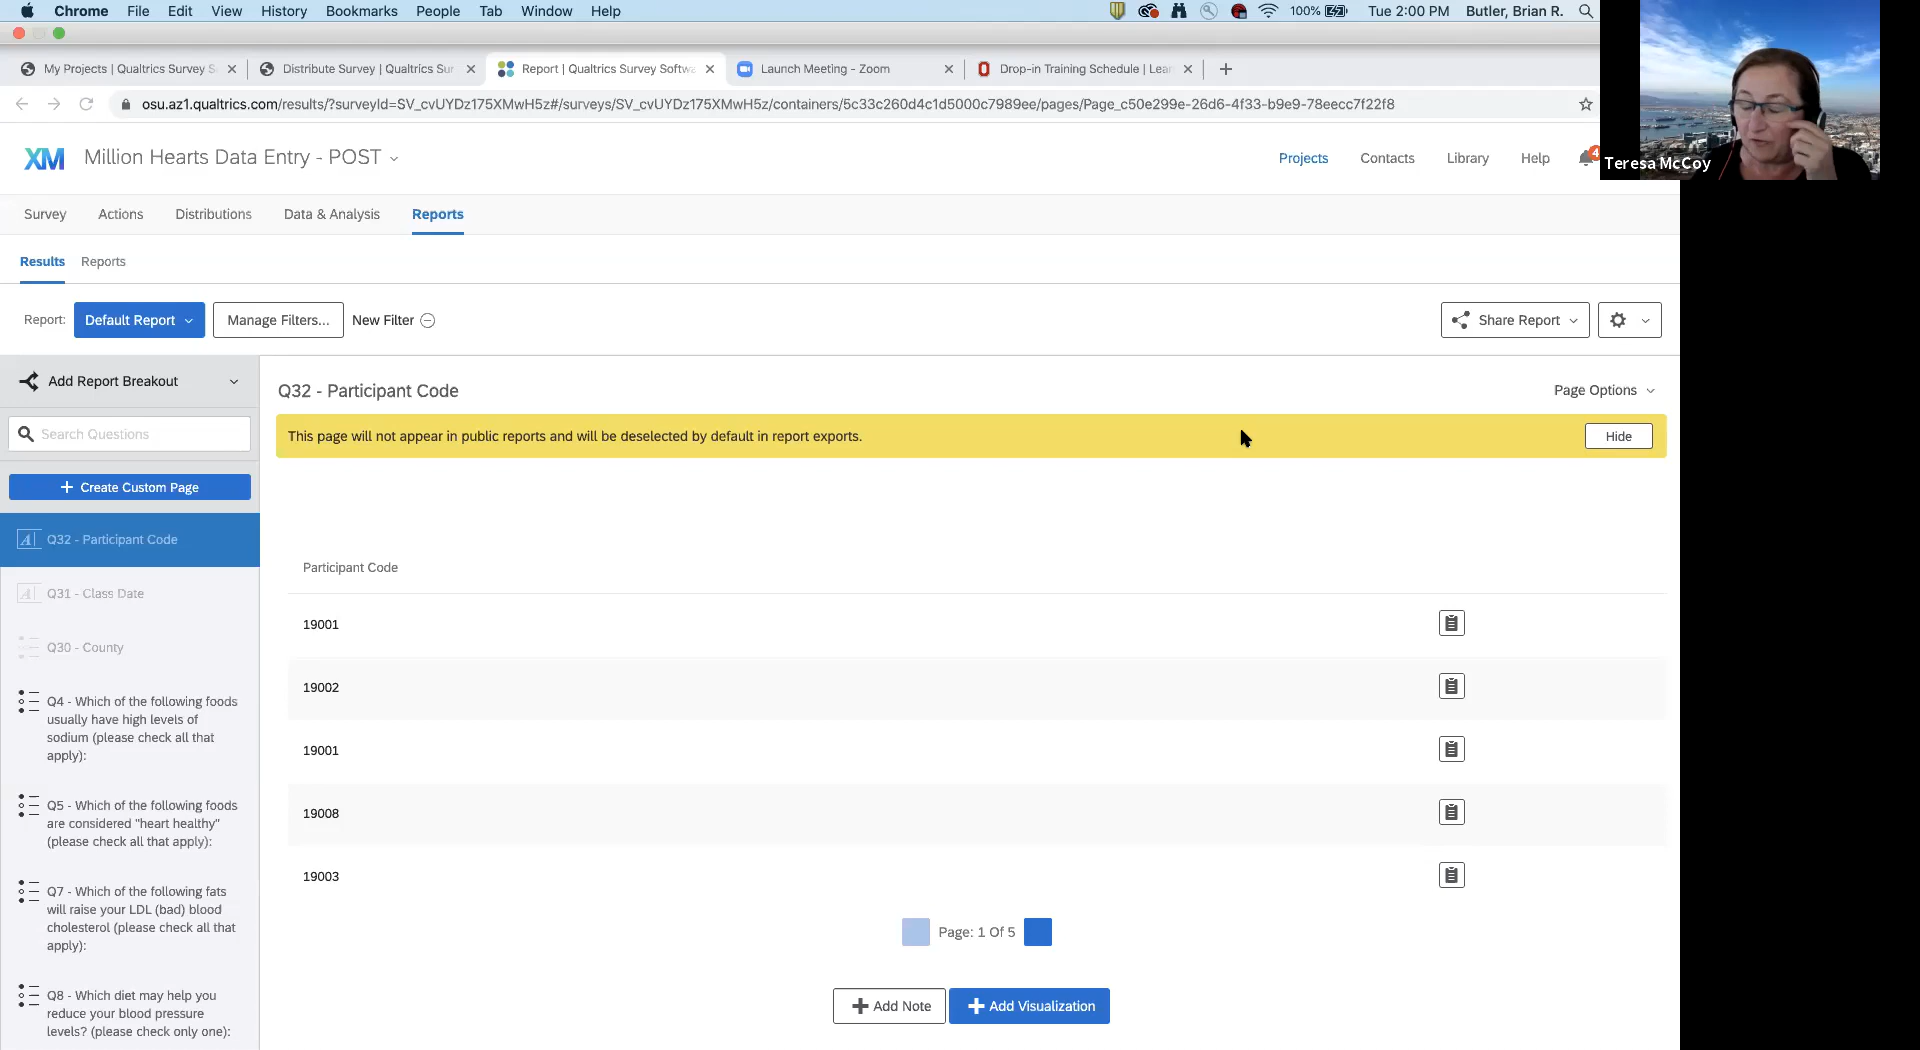 Chrome File Edit View History Bookmarks People Tab Window Help 100% Tue 2:00 PM Butler, Brian R.
My Projects | Qualtrics Survey S Distribute Survey | Qualtrics Sur Report | Qualtrics Survey Softwa Launch Meeting - Zoom Drop-in Training Schedule | Lear
osu.az1.qualtrics.com/results/?surveyId=SV_cvUYDz175XMwH5z#/surveys/SV_cvUYDz175XMwH5z/containers/5c33c260d4c1d5000c7989ee/pages/Page_c50e299e-26d6-4f33-b9e9-78eecc7f22f8
XM Million Hearts Data Entry - POST Projects Contacts Library Help 4
Teresa McCoy
Survey Actions Distributions Data & Analysis Reports
Results Reports
Report: Default Report Manage Filters... New Filter Share Report
Add Report Breakout
Search Questions
+ Create Custom Page
Q32 - Participant Code
Q31 - Class Date
Q30 - County
Q4 - Which of the following foods
usually have high levels of
sodium (please check all that
apply):
Q5 - Which of the following foods
are considered "heart healthy"
(please check all that apply):
Q7 - Which of the following fats
will raise your LDL (bad) blood
cholesterol (please check all that
apply):
Q8 - Which diet may help you
reduce your blood pressure
levels? (please check only one):
Q32 - Participant Code Page Options
This page will not appear in public reports and will be deselected by default in report exports. Hide
Participant Code
19001
19002
19001
19008
19003
Page: 1 Of 5
+ Add Note + Add Visualization